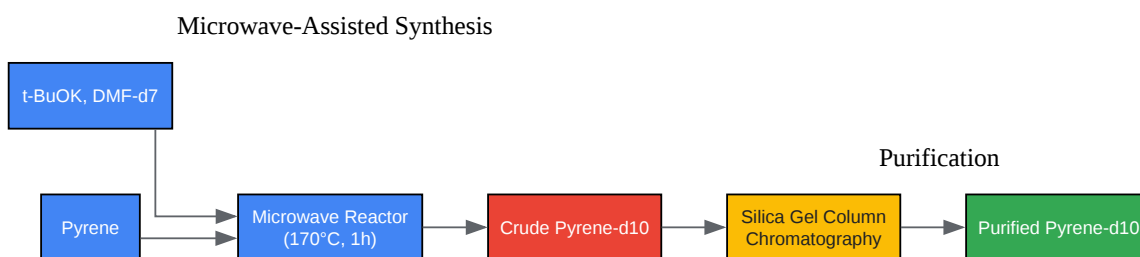 Microwave-Assisted Synthesis
t-BuOK, DMF-d7
Purification
Pyrene
Microwave Reactor
(170°C, 1h)
Crude Pyrene-d10
Silica Gel Column
Chromatography
Purified Pyrene-d10